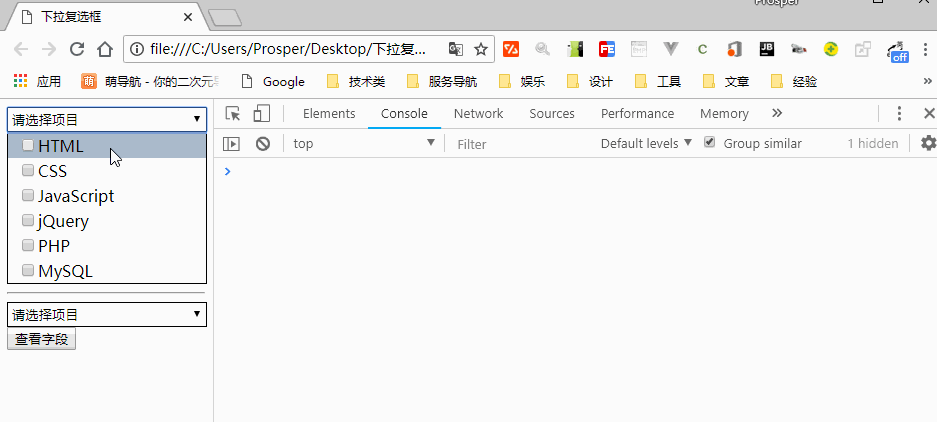 Prosper
下拉复选框
file:///C:/Users/Prosper/Desktop/下拉复...
off
应用 萌导航 - 你的二次元 Google 技术类 服务导航 娱乐 设计 工具 文章 经验 »
请选择项目
HTML
CSS
JavaScript
jQuery
PHP
MySQL
请选择项目
查看字段
Elements Console Network Sources Performance Memory »
top Filter Default levels Group similar 1 hidden